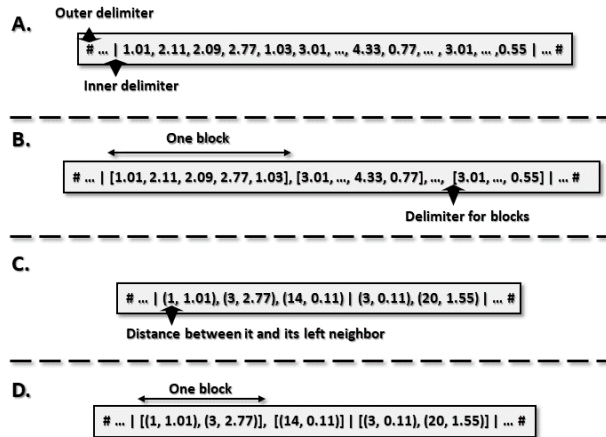 Outer delimiter
A.
# ... | 1.01, 2.11, 2.09, 2.77, 1.03, 3.01, ..., 4.33, 0.77, ... , 3.01, ... ,0.55 | ... #
Inner delimiter
B.
One block
# ... | [1.01, 2.11, 2.09, 2.77, 1.03], [3.01, ..., 4.33, 0.77], ..., [3.01, ..., 0.55] | ... #
Delimiter for blocks
C.
# ... | (1, 1.01), (3, 2.77), (14, 0.11) | (3, 0.11), (20, 1.55) | ... #
Distance between it and its left neighbor
D.
One block
# ... | [(1, 1.01), (3, 2.77)], [(14, 0.11)] | [(3, 0.11), (20, 1.55)] | ... #